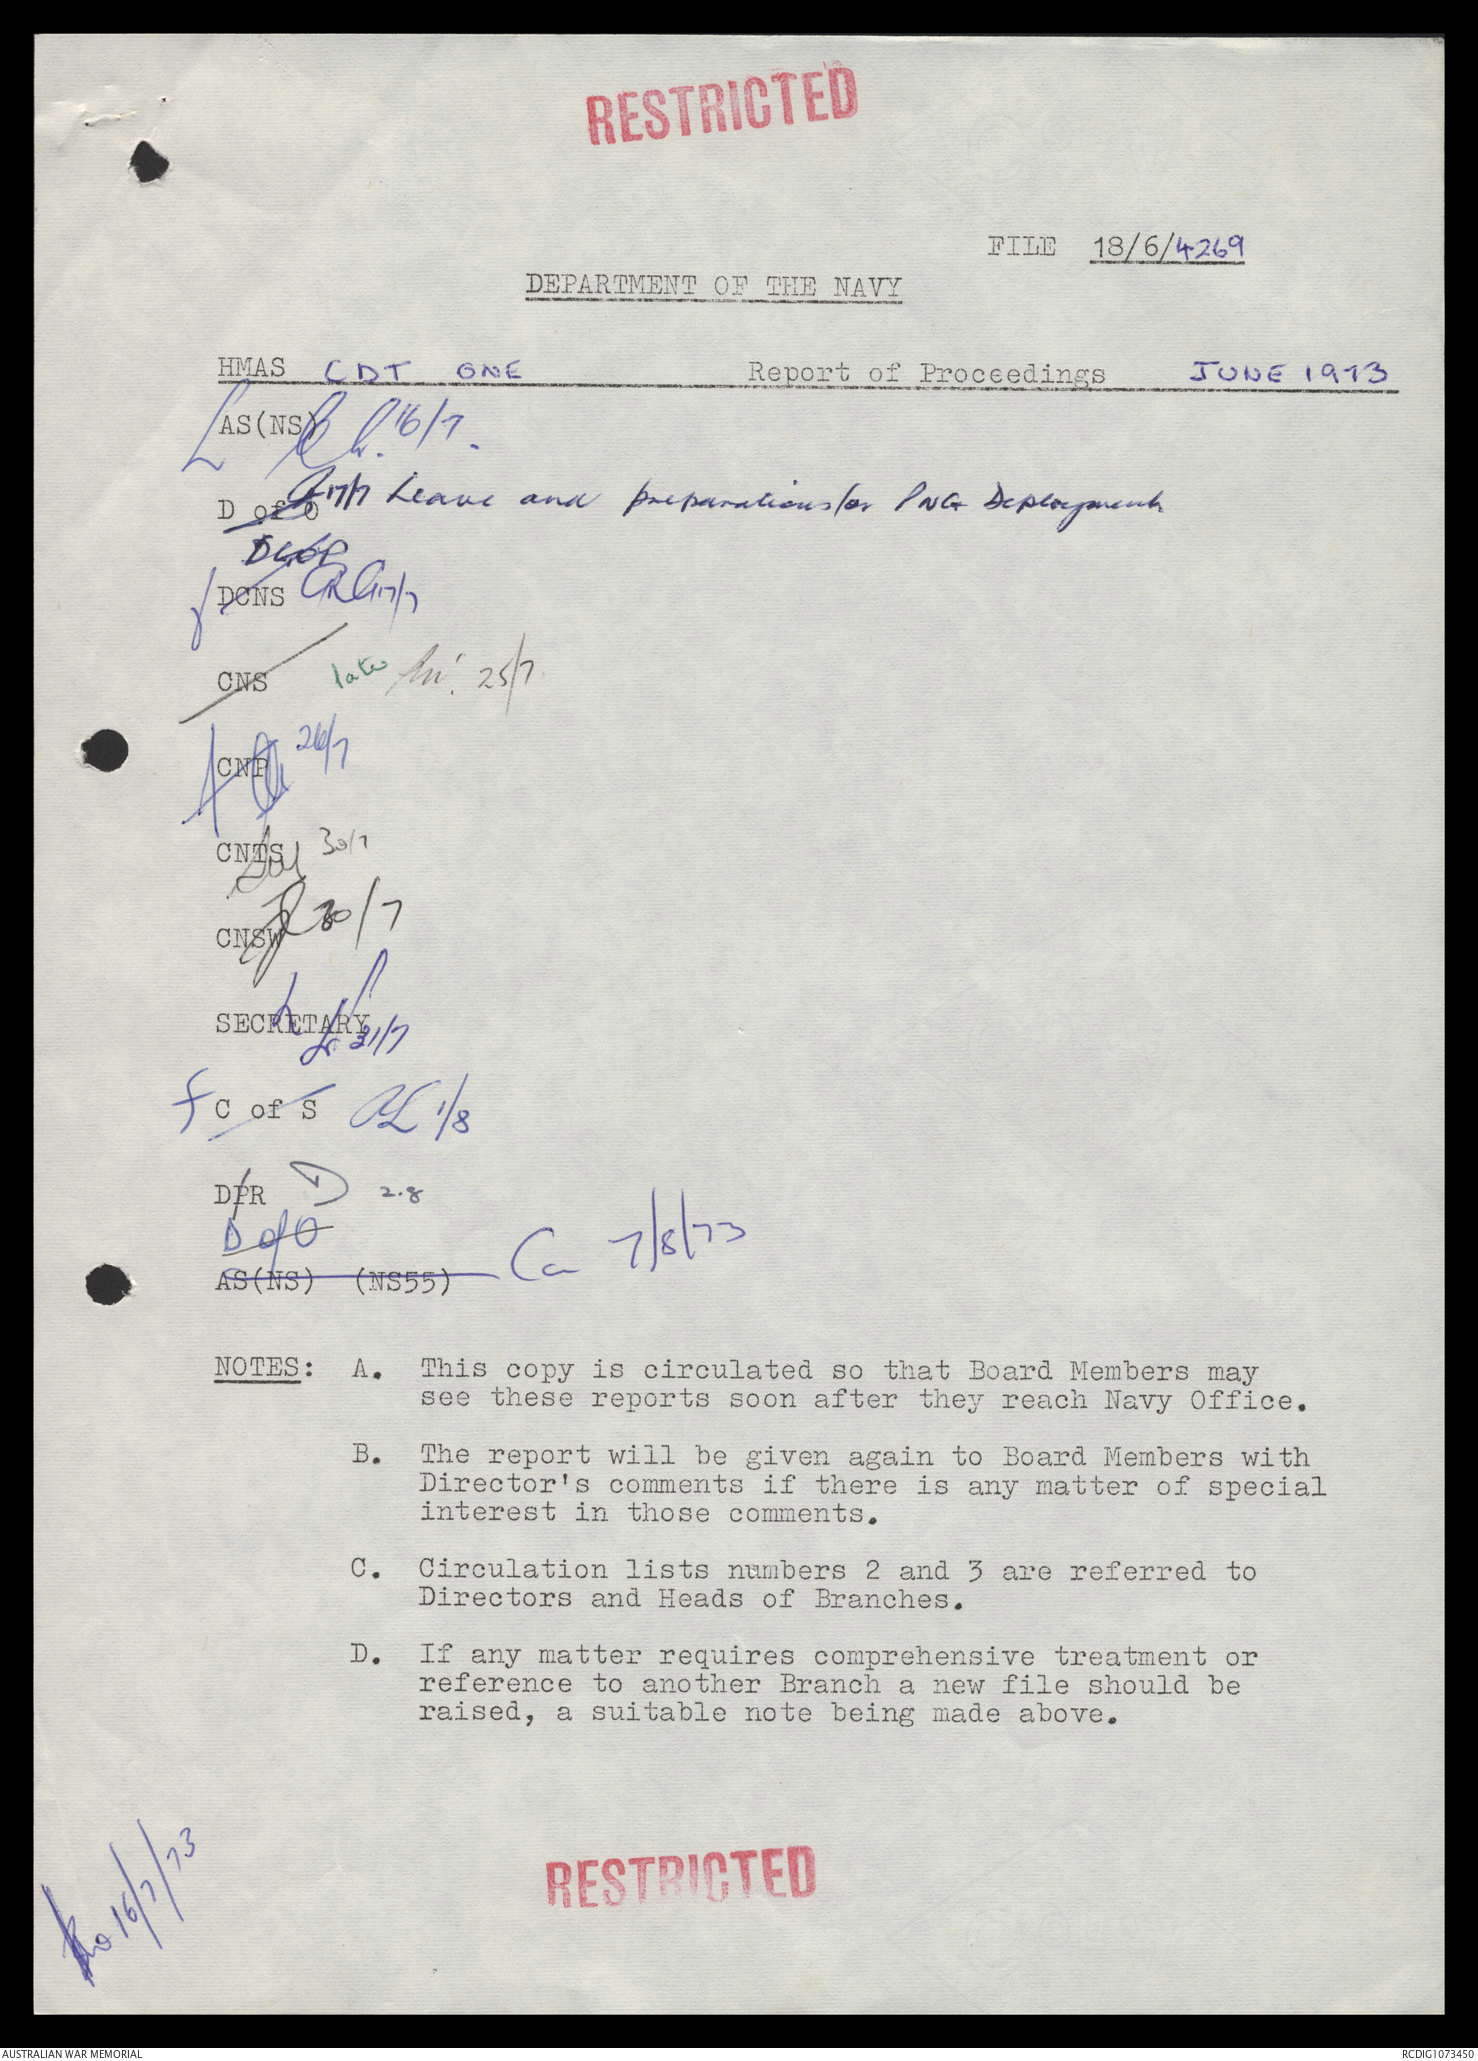 RESTRICTED
FILE 18/6/4269
DEPARTMENT OF THE NAVY
HMAS CDT ONE Report of Proceedings JUNE 1973
AS(NS) 16/7.
D of O 17/7 Leave and preparations for PNG Deployment
DCNS 17/7
CNS later 25/7
CNP 26/7
CNTS 30/7
CNSW 30/7
SECRETARY 31/7
C of S 1/8
DPR 2.8
D of O
AS(NS) (NS55) 7/8/73
NOTES: A. This copy is circulated so that Board Members may
see these reports soon after they reach Navy Office.
B. The report will be given again to Board Members with
Director's comments if there is any matter of special
interest in those comments.
C. Circulation lists numbers 2 and 3 are referred to
Directors and Heads of Branches.
D. If any matter requires comprehensive treatment or
reference to another Branch a new file should be
raised, a suitable note being made above.
16/7/73
RESTRICTED
AUSTRALIAN WAR MEMORIAL
RCDIG1073450